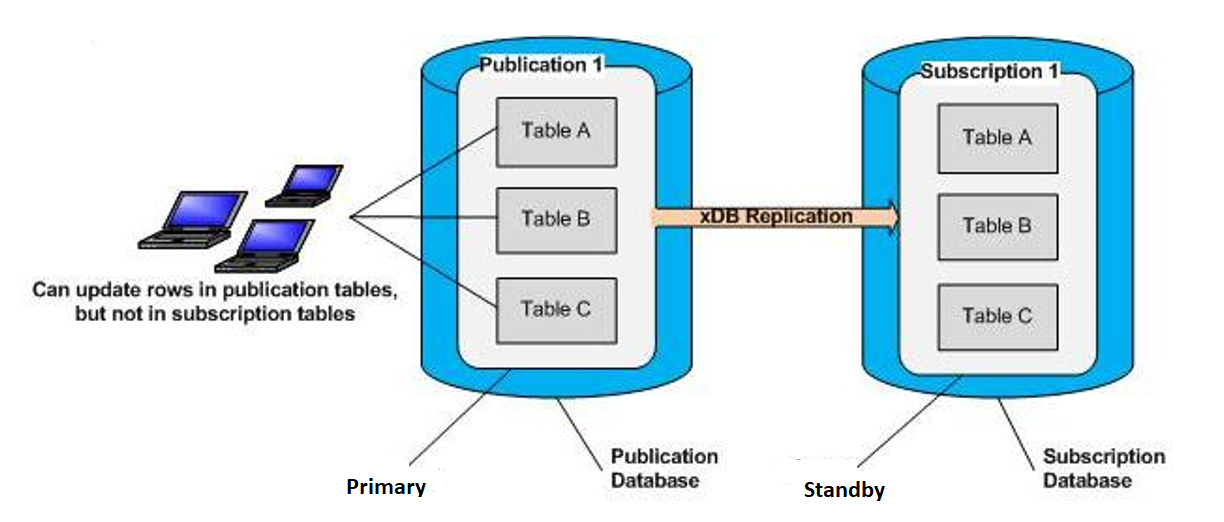 Publication 1
Table A
Table B
Table C
Can update rows in publication tables,
but not in subscription tables
xDB Replication
Subscription 1
Table A
Table B
Table C
Primary
Publication
Database
Standby
Subscription
Database